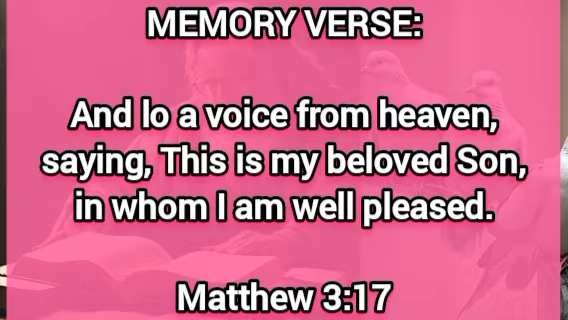 MEMORY VERSE:
And lo a voice from heaven,
saying, This is my beloved Son,
in whom I am well pleased.
Matthew 3:17